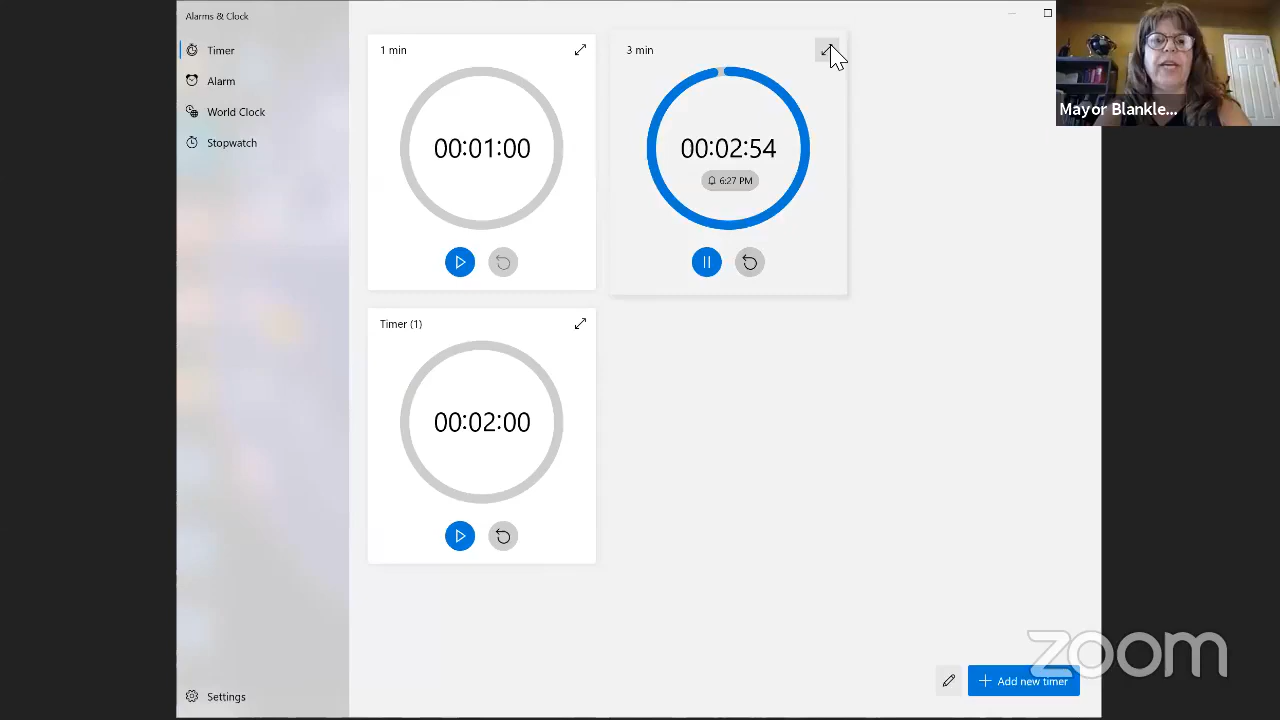 Alarms & Clock
Timer
Alarm
World Clock
Stopwatch
Settings
1 min
00:01:00
3 min
00:02:54
6:27 PM
Timer (1)
00:02:00
Add new timer
Mayor Blankle...
zoom